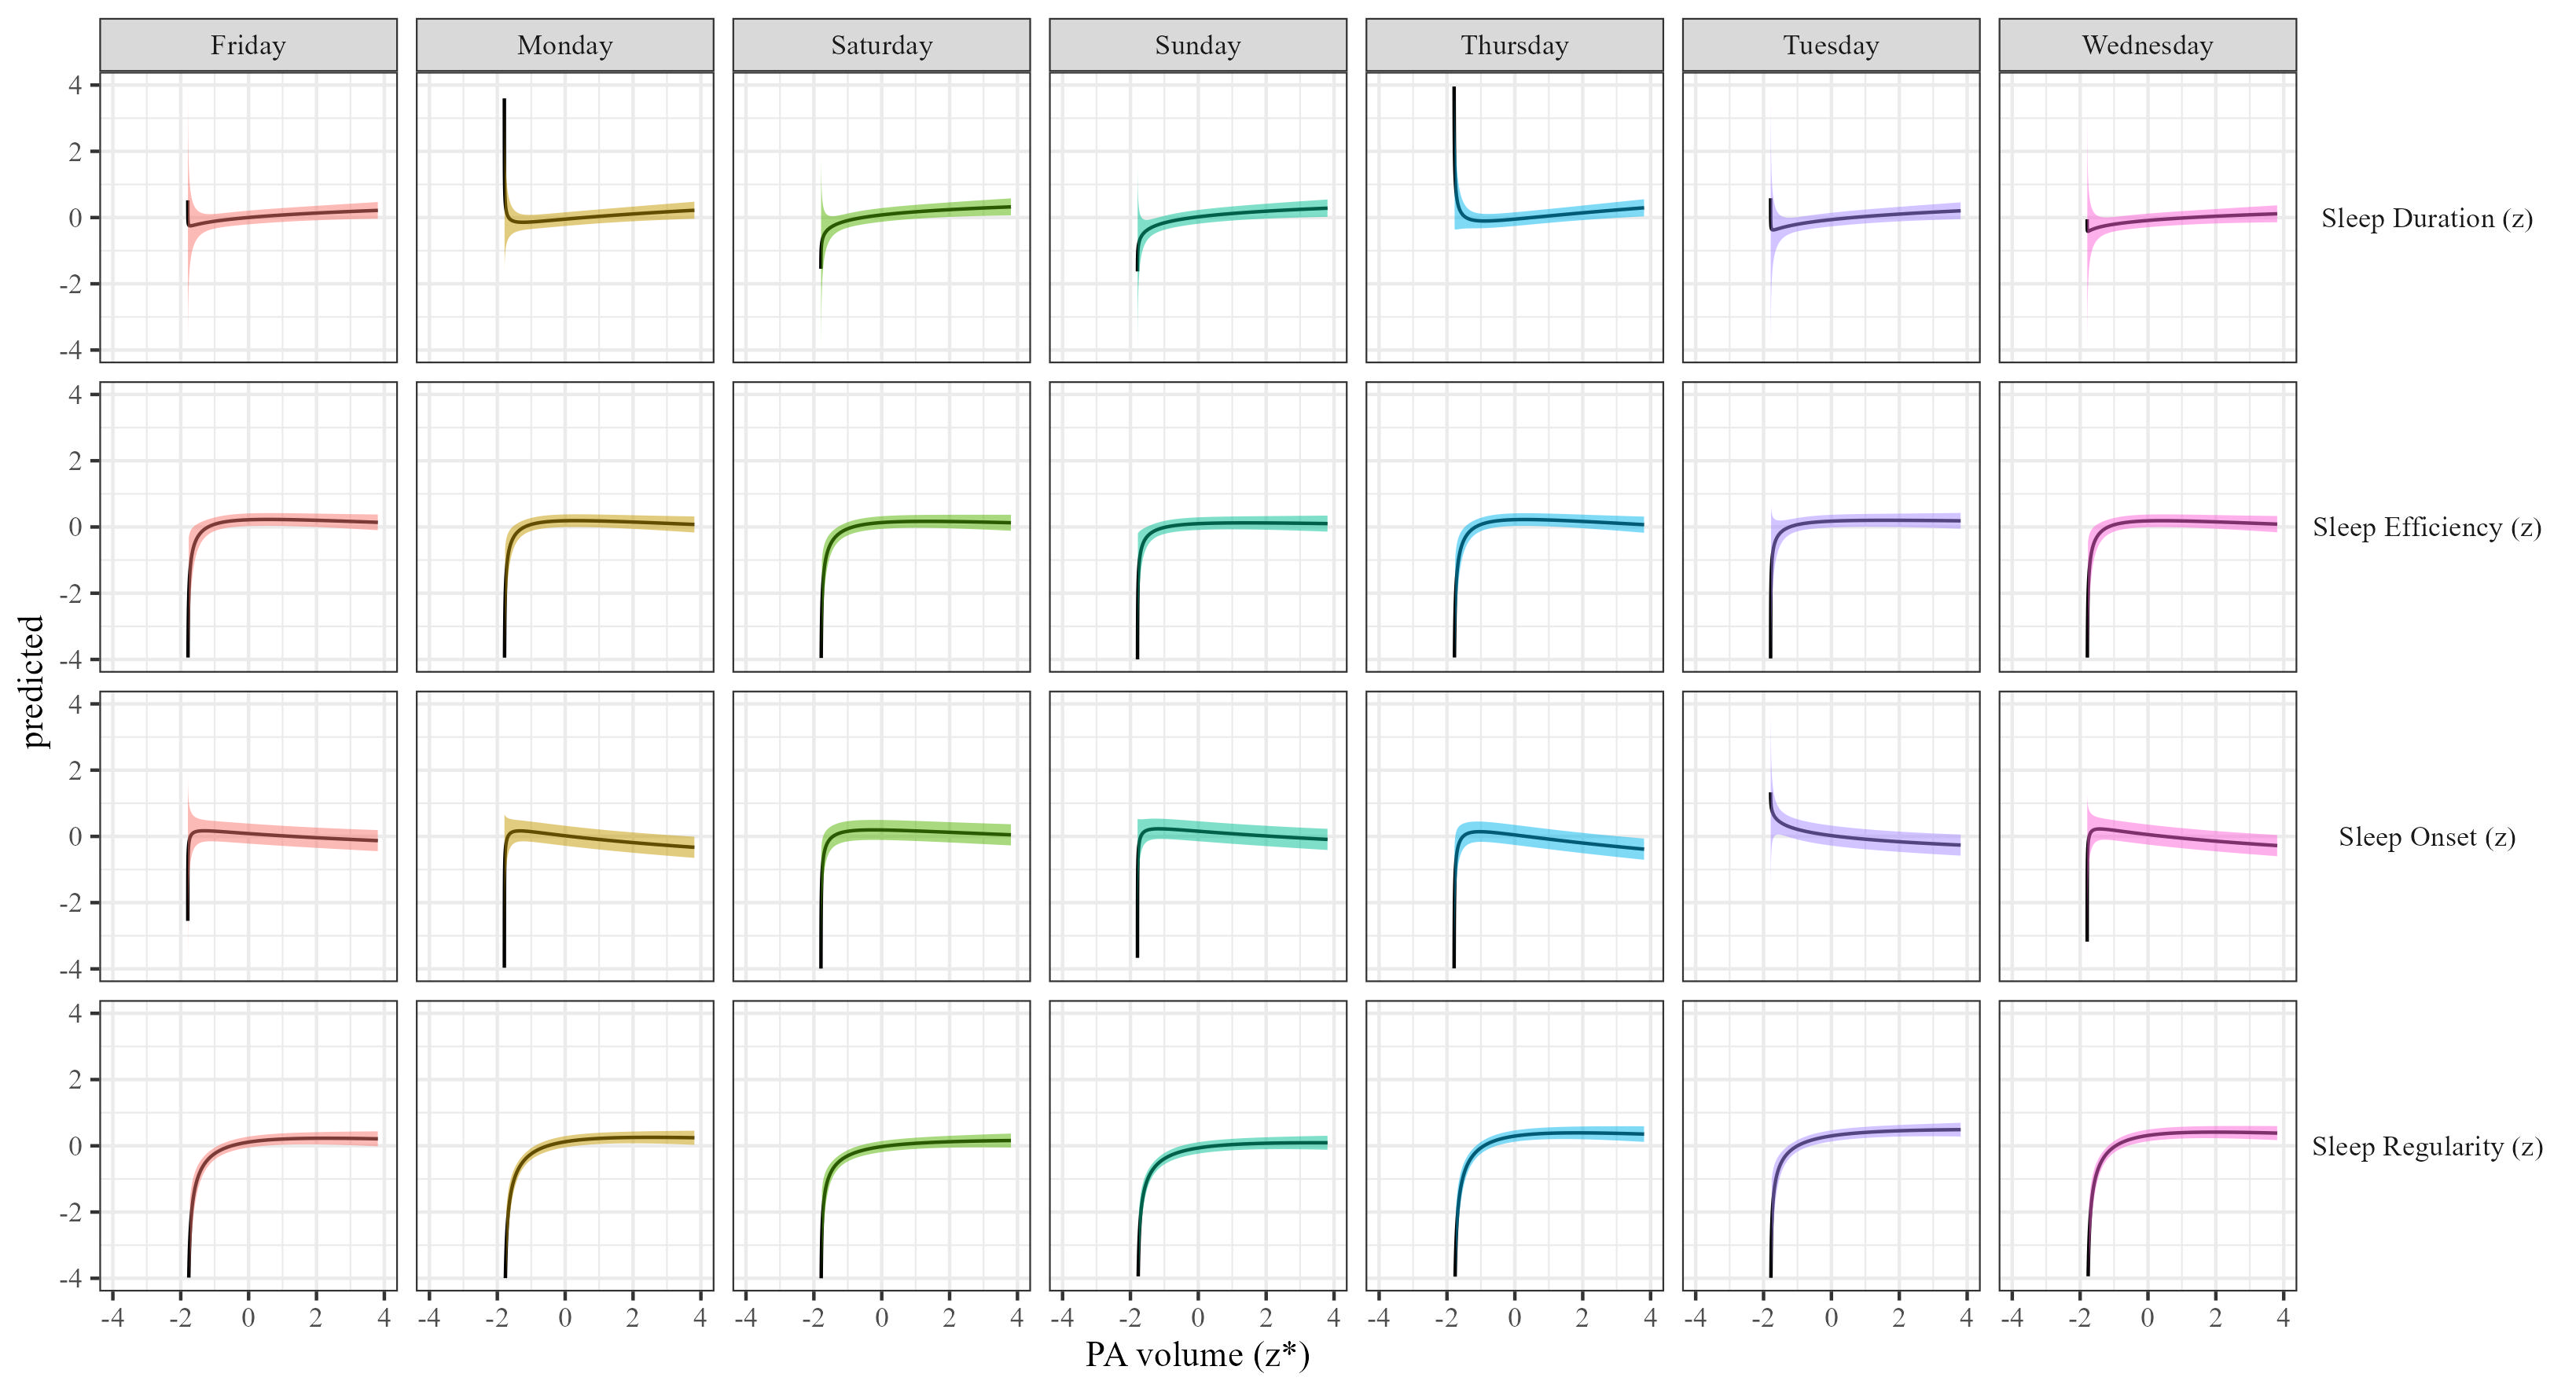 Friday Monday Saturday Sunday Thursday Tuesday Wednesday
4
2
0
-2
-4
Sleep Duration (z)
4
2
0
-2
-4
Sleep Efficiency (z)
predicted
4
2
0
-2
-4
Sleep Onset (z)
4
2
0
-2
-4
Sleep Regularity (z)
-4 -2 0 2 4 -4 -2 0 2 4 -4 -2 0 2 4 -4 -2 0 2 4 -4 -2 0 2 4 -4 -2 0 2 4 -4 -2 0 2 4
PA volume (z*)